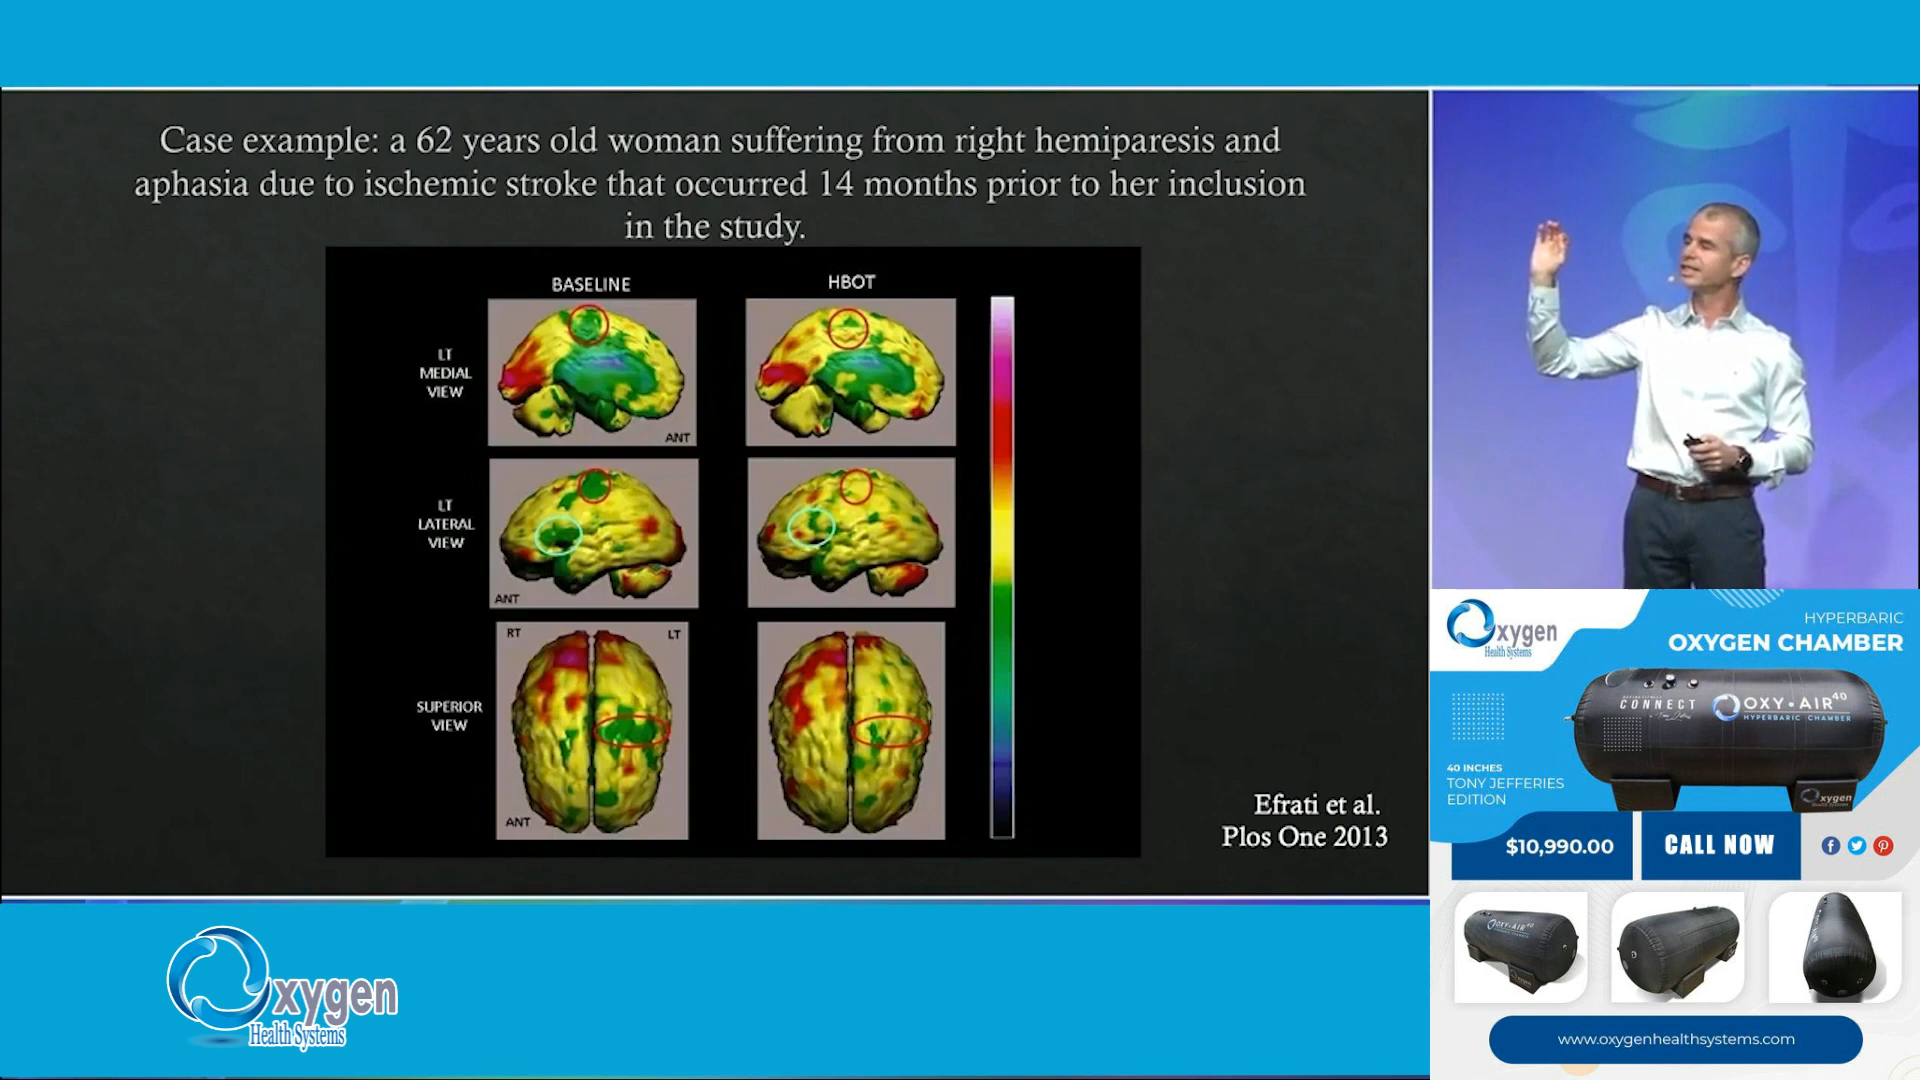 Case example: a 62 years old woman suffering from right hemiparesis and
aphasia due to ischemic stroke that occurred 14 months prior to her inclusion
in the study.
BASELINE
HBOT
LT
MEDIAL
VIEW
ANT
LT
LATERAL
VIEW
ANT
RT
LT
SUPERIOR
VIEW
ANT
Efrati et al.
Plos One 2013
Oxygen
Health Systems
Oxygen
Health Systems
HYPERBARIC
OXYGEN CHAMBER
CONNECT
OXY•AIR 40
HYPERBARIC CHAMBER
Oxygen
40 INCHES
TONY JEFFERIES
EDITION
$10,990.00
CALL NOW
OXY•AIR 40
www.oxygenhealthsystems.com